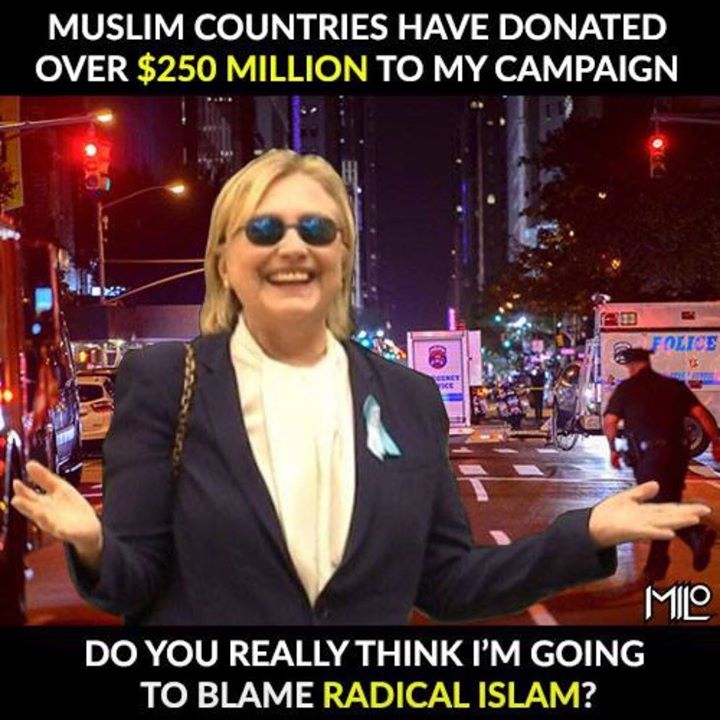 MUSLIM COUNTRIES HAVE DONATED
OVER $250 MILLION TO MY CAMPAIGN
POLICE
MILO
DO YOU REALLY THINK I'M GOING
TO BLAME RADICAL ISLAM?